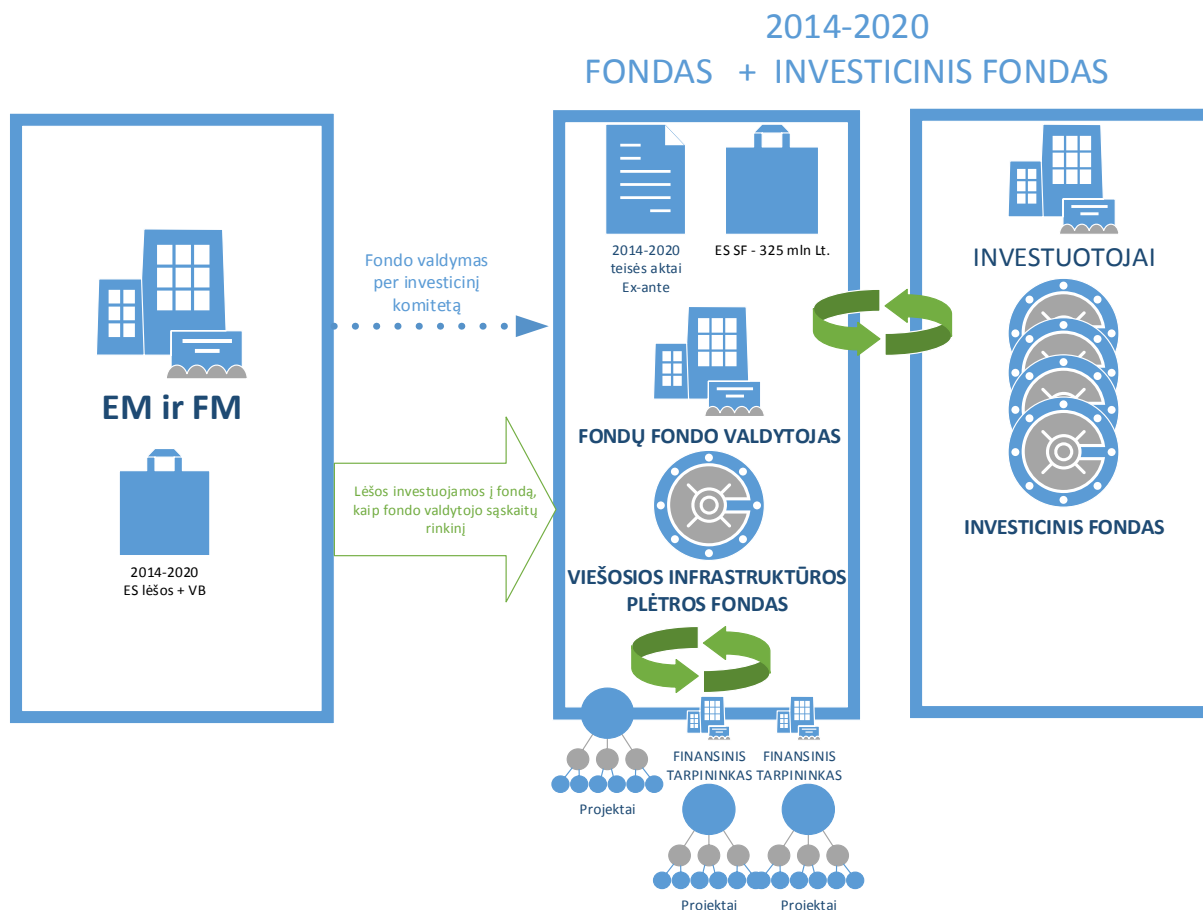 2014-2020
FONDAS + INVESTICINIS FONDAS
EM ir FM
2014-2020
ES lėšos + VB
Fondo valdymas
per investicinį
komitetą
Lėšos investuojamos į fondą,
kaip fondo valdytojo sąskaitų
rinkinį
2014-2020
teisės aktai
Ex-ante
ES SF - 325 mln Lt.
FONDŲ FONDO VALDYTOJAS
VIEŠOSIOS INFRASTRUKTŪROS
PLĖTROS FONDAS
INVESTUOTOJAI
INVESTICINIS FONDAS
Projektai
FINANSINIS
TARPININKAS
Projektai
FINANSINIS
TARPININKAS
Projektai